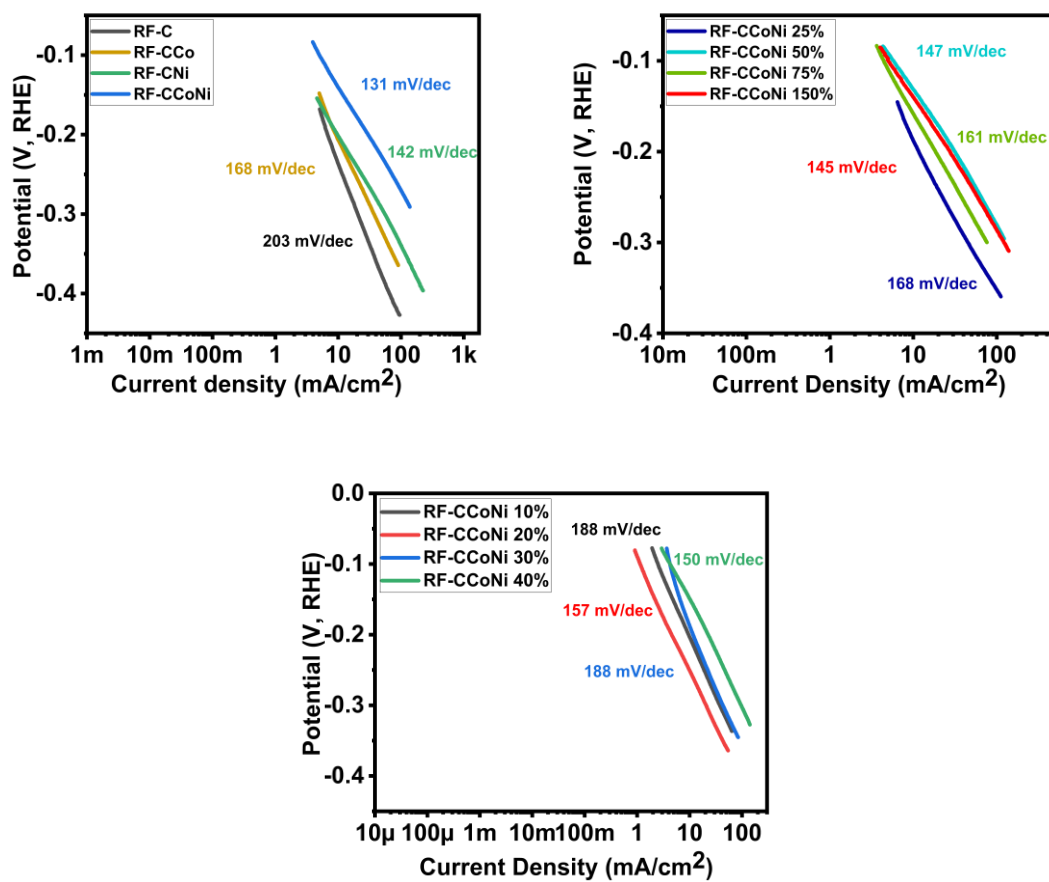 RF-C
RF-CCo
RF-CNi
RF-CCoNi
131 mV/dec
142 mV/dec
168 mV/dec
203 mV/dec
-0.1
-0.2
-0.3
-0.4
Potential (V, RHE)
1m 10m 100m 1 10 100 1k
Current density (mA/cm²)
RF-CCoNi 25%
RF-CCoNi 50%
RF-CCoNi 75%
RF-CCoNi 150%
147 mV/dec
161 mV/dec
145 mV/dec
168 mV/dec
-0.1
-0.2
-0.3
-0.4
Potential (V, RHE)
10m 100m 1 10 100
Current Density (mA/cm²)
RF-CCoNi 10%
RF-CCoNi 20%
RF-CCoNi 30%
RF-CCoNi 40%
188 mV/dec
150 mV/dec
157 mV/dec
188 mV/dec
0.0
-0.1
-0.2
-0.3
-0.4
Potential (V, RHE)
10µ 100µ 1m 10m 100m 1 10 100
Current Density (mA/cm²)